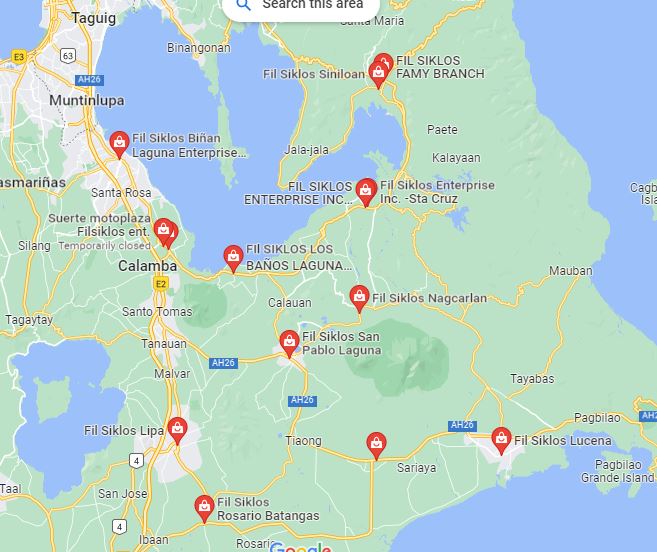 Search this area
Taguig
Santa Maria
Binangonan
E3
63
AH26
Fil Siklos Siniloan
FIL SIKLOS
FAMY BRANCH
Muntinlupa
Paete
Fil Siklos Biñan
Laguna Enterprise...
Jala-jala
Kalayaan
asmariñas
Santa Rosa
FIL SIKLOS
ENTERPRISE INC...
Fil Siklos Enterprise
Inc. -Sta Cruz
Cagb
Islar
Suerte motoplaza
Filsiklos ent.
Temporarily closed
Silang
Fil SIKLOS LOS
BAÑOS LAGUNA...
Calamba
E2
Mauban
Calauan
Fil Siklos Nagcarlan
Santo Tomas
Tagaytay
Tanauan
Fil Siklos San
Pablo Laguna
AH26
Malvar
Tayabas
AH26
Pagbilao
AH26
AH
Fil Siklos Lipa
Tiaong
Fil Siklos Lucena
4
Sariaya
Pagbilao
Grande Island
Taal
San Jose
Fil Siklos
Rosario Batangas
4
Ibaan
Rosario
Google